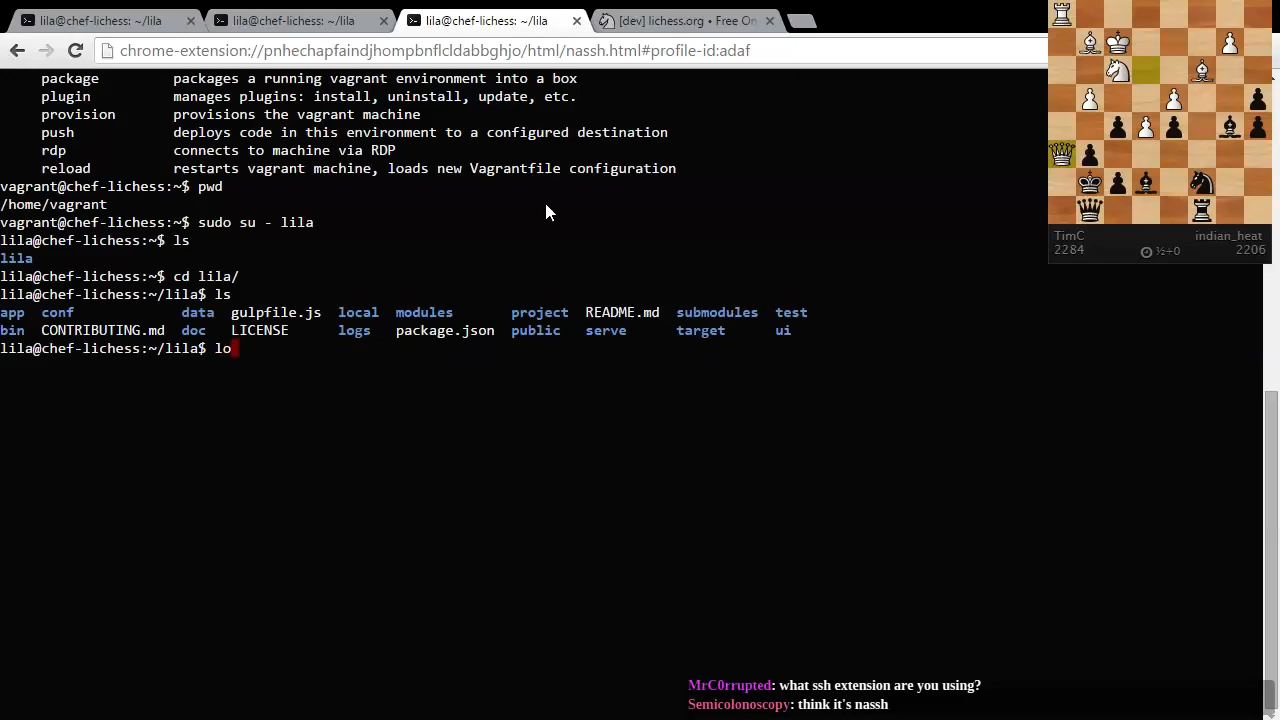 lila@chef-lichess: ~/lila
lila@chef-lichess: ~/lila
lila@chef-lichess: ~/lila
[dev] lichess.org • Free On
chrome-extension://pnhechapfaindjhompbnflcldabbghjo/html/nassh.html#profile-id:adaf
package packages a running vagrant environment into a box
plugin manages plugins: install, uninstall, update, etc.
provision provisions the vagrant machine
push deploys code in this environment to a configured destination
rdp connects to machine via RDP
reload restarts vagrant machine, loads new Vagrantfile configuration
vagrant@chef-lichess:~$ pwd
/home/vagrant
vagrant@chef-lichess:~$ sudo su - lila
lila@chef-lichess:~$ ls
lila
lila@chef-lichess:~$ cd lila/
lila@chef-lichess:~/lila$ ls
app conf data gulpfile.js local modules project README.md submodules test
bin CONTRIBUTING.md doc LICENSE logs package.json public serve target ui
lila@chef-lichess:~/lila$ lo
TimC indian_heat
2284 ½+0 2206
MrC0rrupted: what ssh extension are you using?
Semicolonoscopy: think it's nassh